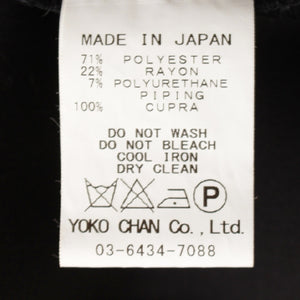 MADE IN JAPAN
71% POLYESTER
22% RAYON
7% POLYURETHANE
PIPING
100% CUPRA
DO NOT WASH
DO NOT BLEACH
COOL IRON
DRY CLEAN
P
YOKO CHAN Co., Ltd.
03-6434-7088